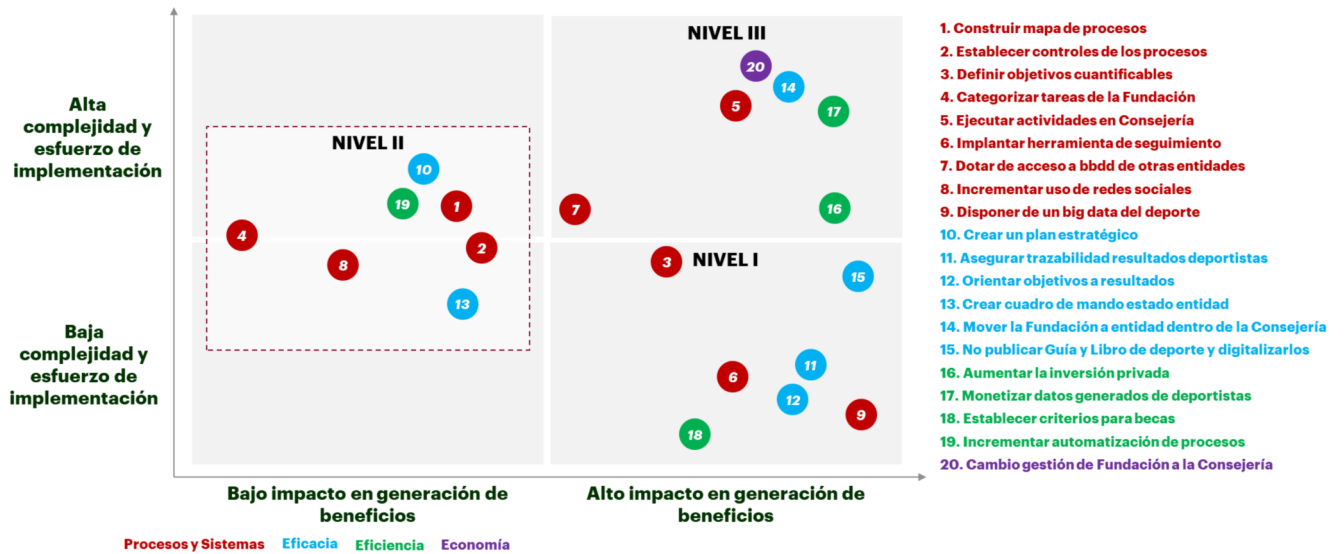 NIVEL III
20
14
5
17
Alta
complejidad y
esfuerzo de
implementación
NIVEL II
10
19
1
4
2
8
13
7
16
3
NIVEL I
15
Baja
complejidad y
esfuerzo de
implementación
11
6
12
9
18
Bajo impacto en generación de
beneficios
Alto impacto en generación de
beneficios
Procesos y Sistemas Eficacia Eficiencia Economía
1. Construir mapa de procesos
2. Establecer controles de los procesos
3. Definir objetivos cuantificables
4. Categorizar tareas de la Fundación
5. Ejecutar actividades en Consejería
6. Implantar herramienta de seguimiento
7. Dotar de acceso a bbdd de otras entidades
8. Incrementar uso de redes sociales
9. Disponer de un big data del deporte
10. Crear un plan estratégico
11. Asegurar trazabilidad resultados deportistas
12. Orientar objetivos a resultados
13. Crear cuadro de mando estado entidad
14. Mover la Fundación a entidad dentro de la Consejería
15. No publicar Guía y Libro de deporte y digitalizarlos
16. Aumentar la inversión privada
17. Monetizar datos generados de deportistas
18. Establecer criterios para becas
19. Incrementar automatización de procesos
20. Cambio gestión de Fundación a la Consejería